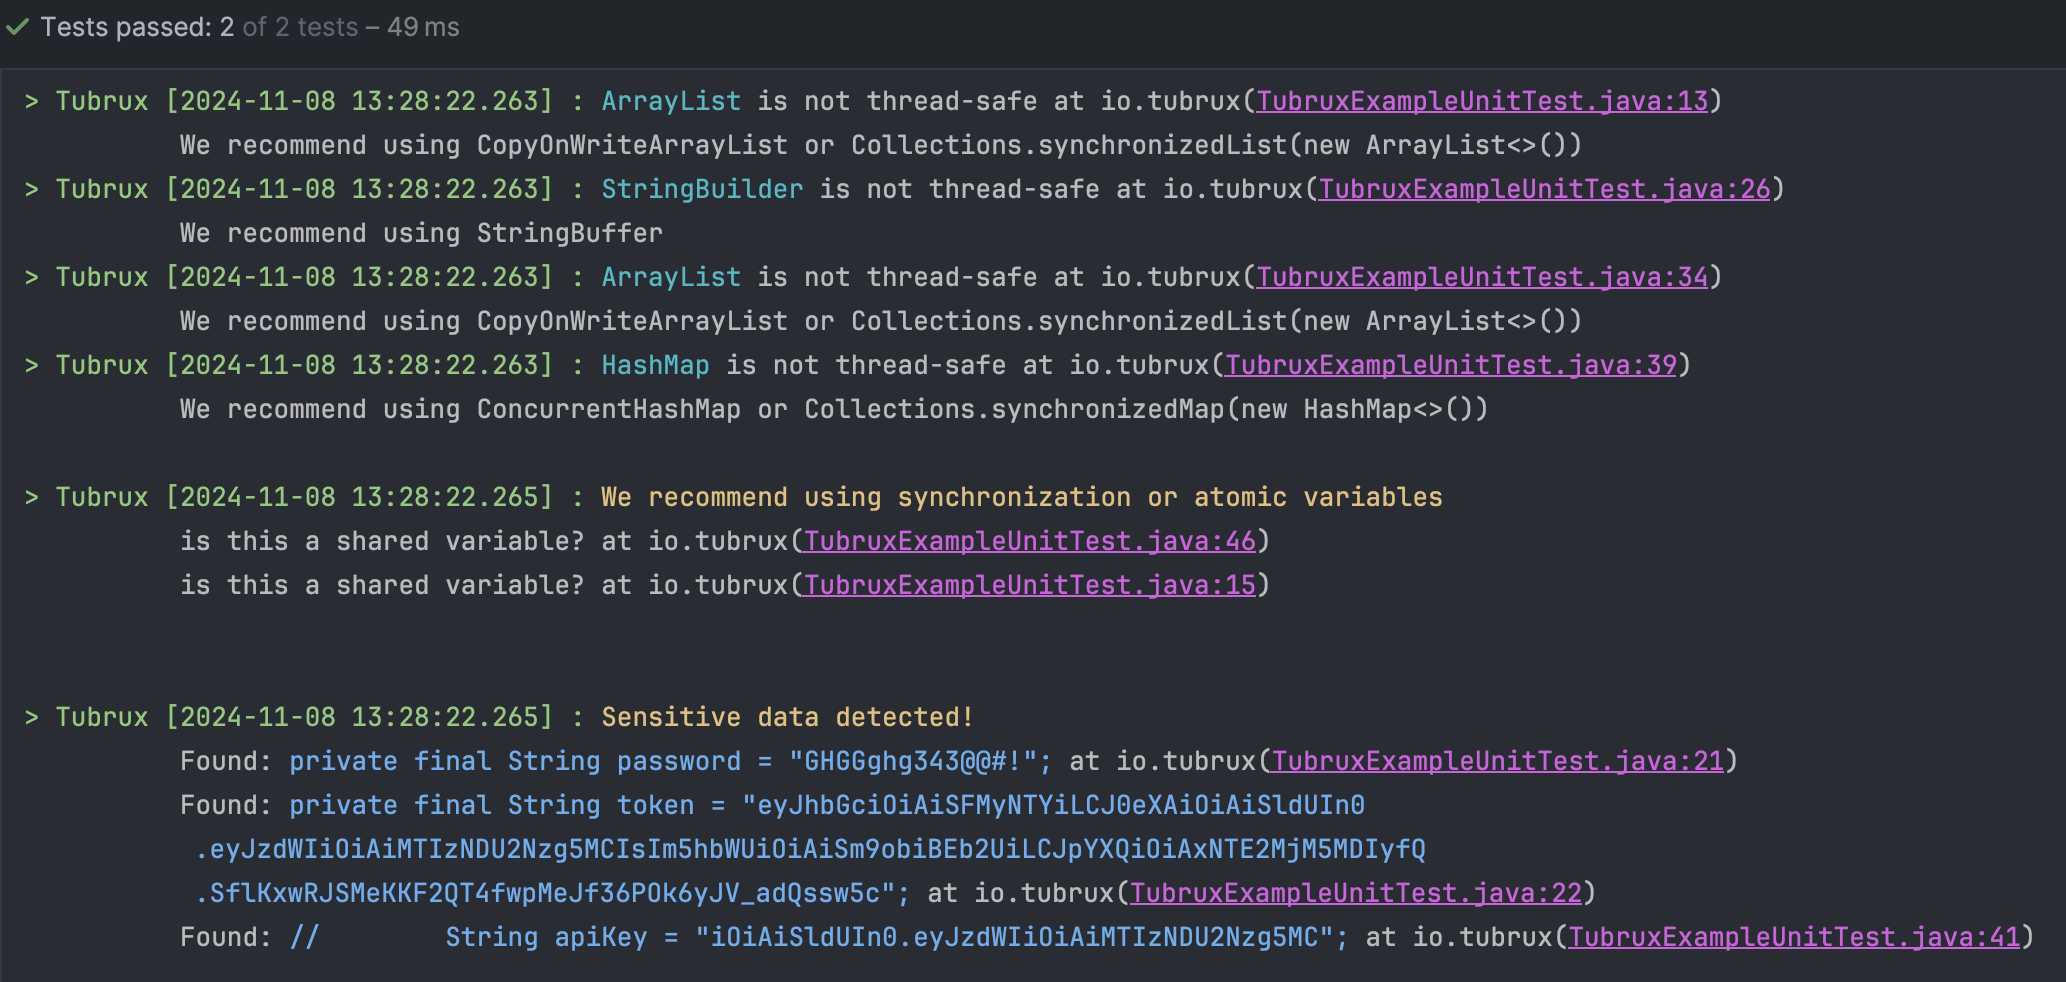 Tests passed: 2 of 2 tests – 49 ms
> Tubrux [2024-11-08 13:28:22.263] : ArrayList is not thread-safe at io.tubrux(TubruxExampleUnitTest.java:13)
We recommend using CopyOnWriteArrayList or Collections.synchronizedList(new ArrayList<>())
> Tubrux [2024-11-08 13:28:22.263] : StringBuilder is not thread-safe at io.tubrux(TubruxExampleUnitTest.java:26)
We recommend using StringBuffer
> Tubrux [2024-11-08 13:28:22.263] : ArrayList is not thread-safe at io.tubrux(TubruxExampleUnitTest.java:34)
We recommend using CopyOnWriteArrayList or Collections.synchronizedList(new ArrayList<>())
> Tubrux [2024-11-08 13:28:22.263] : HashMap is not thread-safe at io.tubrux(TubruxExampleUnitTest.java:39)
We recommend using ConcurrentHashMap or Collections.synchronizedMap(new HashMap<>())
> Tubrux [2024-11-08 13:28:22.265] : We recommend using synchronization or atomic variables
is this a shared variable? at io.tubrux(TubruxExampleUnitTest.java:46)
is this a shared variable? at io.tubrux(TubruxExampleUnitTest.java:15)
> Tubrux [2024-11-08 13:28:22.265] : Sensitive data detected!
Found: private final String password = "GHGGghg343@@#!"; at io.tubrux(TubruxExampleUnitTest.java:21)
Found: private final String token = "eyJhbGciOiAiSFMyNTYiLCJ0eXAiOiAiSldUIn0
.eyJzdWIiOiAiMTIzNDU2Nzg5MCIsIm5hbWUiOiAiSm9obiBEb2UiLCJpYXQiOiAxNTE2MjM5MDIyfQ
.SflKxwRJSMeKKF2QT4fwpMeJf36POk6yJV_adQssw5c"; at io.tubrux(TubruxExampleUnitTest.java:22)
Found: //        String apiKey = "iOiAiSldUIn0.eyJzdWIiOiAiMTIzNDU2Nzg5MC"; at io.tubrux(TubruxExampleUnitTest.java:41)